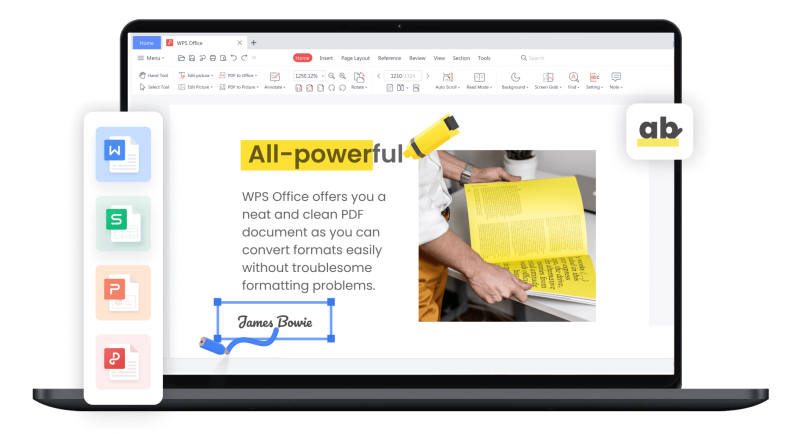 Home WPS Office
Menu Home Insert Page Layout Reference Review View Section Tools Search
Hand Tool Edit picture PDF to Office 1250.12% 1210/1324
Select Tool Edit Picture PDF to Picture Annotate Rotate Auto Scroll Read Mode Background Screen Grab Find Setting Note
W
S
P
ab
All-powerful
WPS Office offers you a
neat and clean PDF
document as you can
convert formats easily
without troublesome
formatting problems.
James Bowie